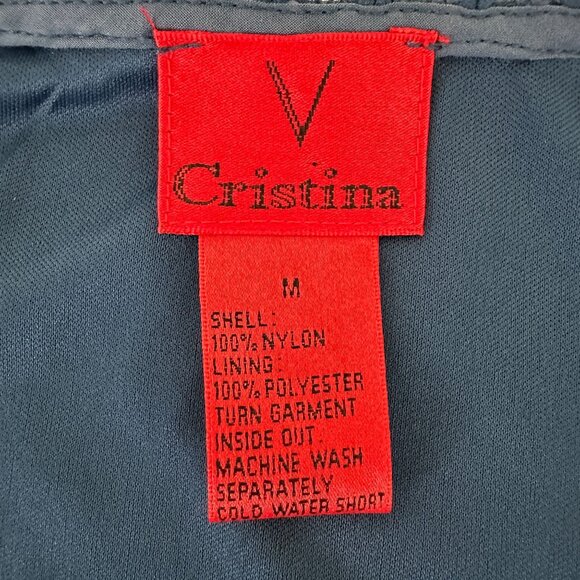 V
Cristina
M
SHELL:
100% NYLON
LINING:
100% POLYESTER
TURN GARMENT
INSIDE OUT:
MACHINE WASH
SEPARATELY
COLD WATER SHORT